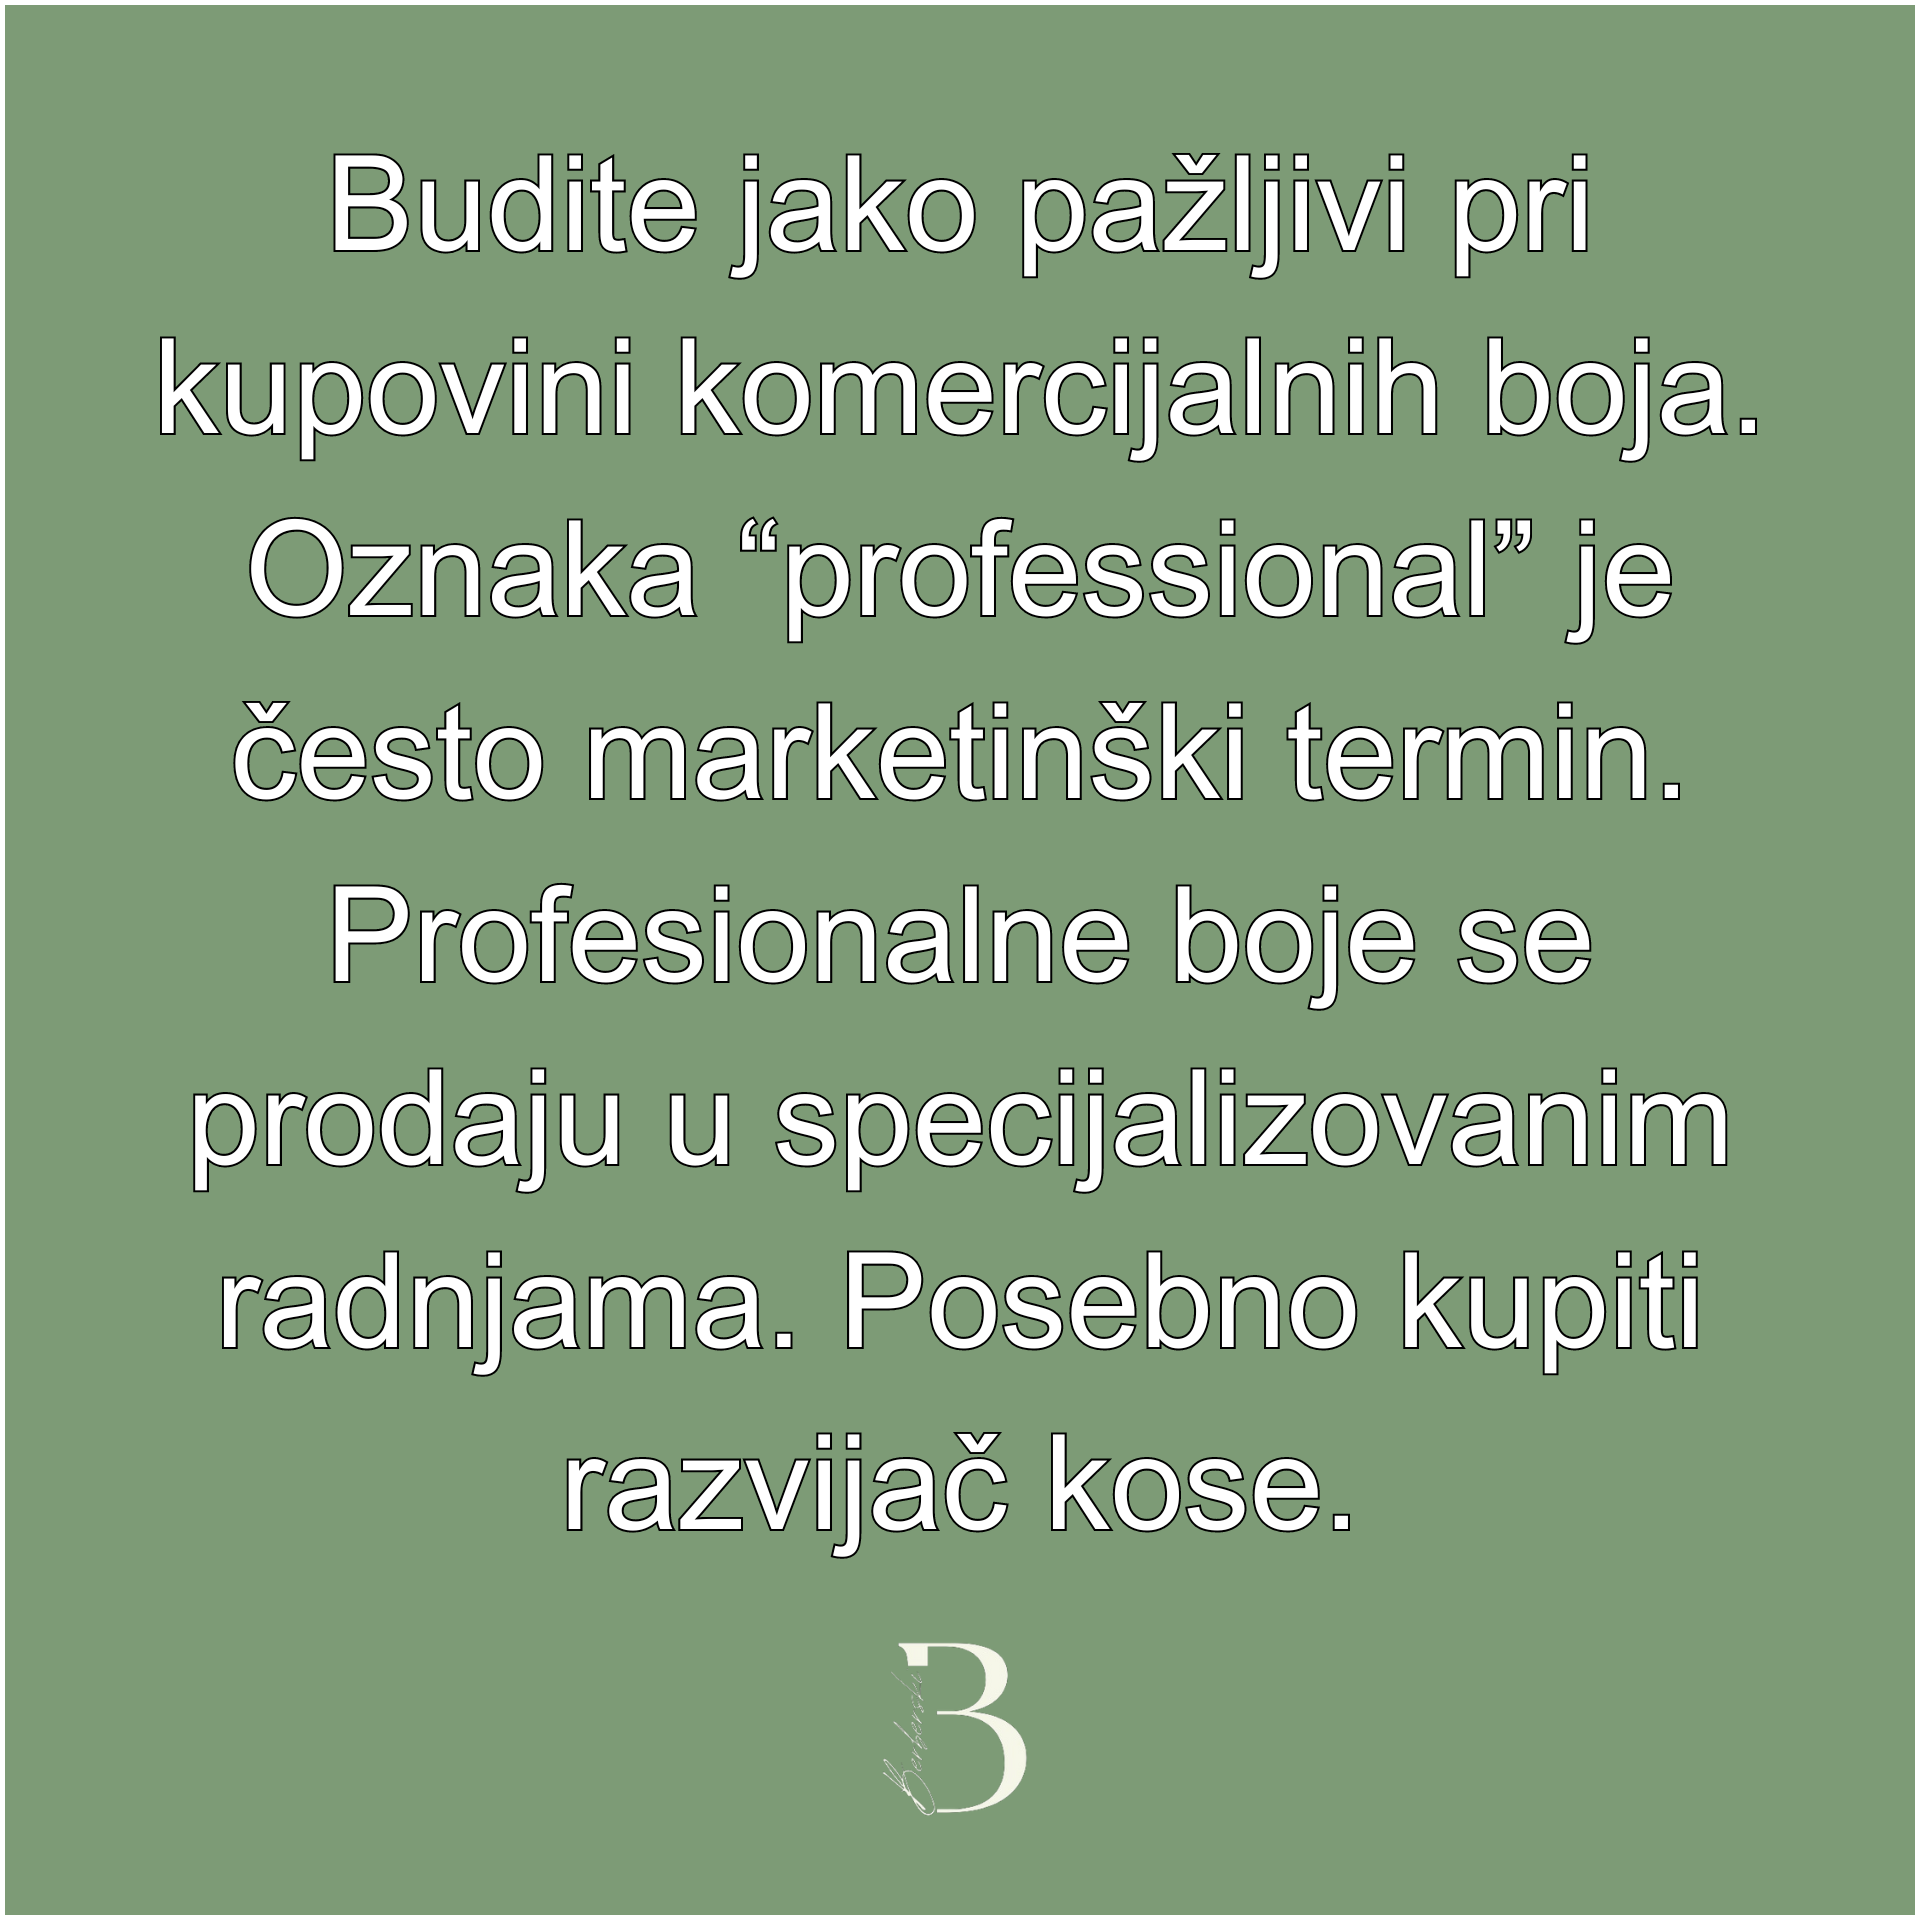 Budite jako pažljivi pri
kupovini komercijalnih boja.
Oznaka “professional” je
često marketinški termin.
Profesionalne boje se
prodaju u specijalizovanim
radnjama. Posebno kupiti
razvijač kose.
B